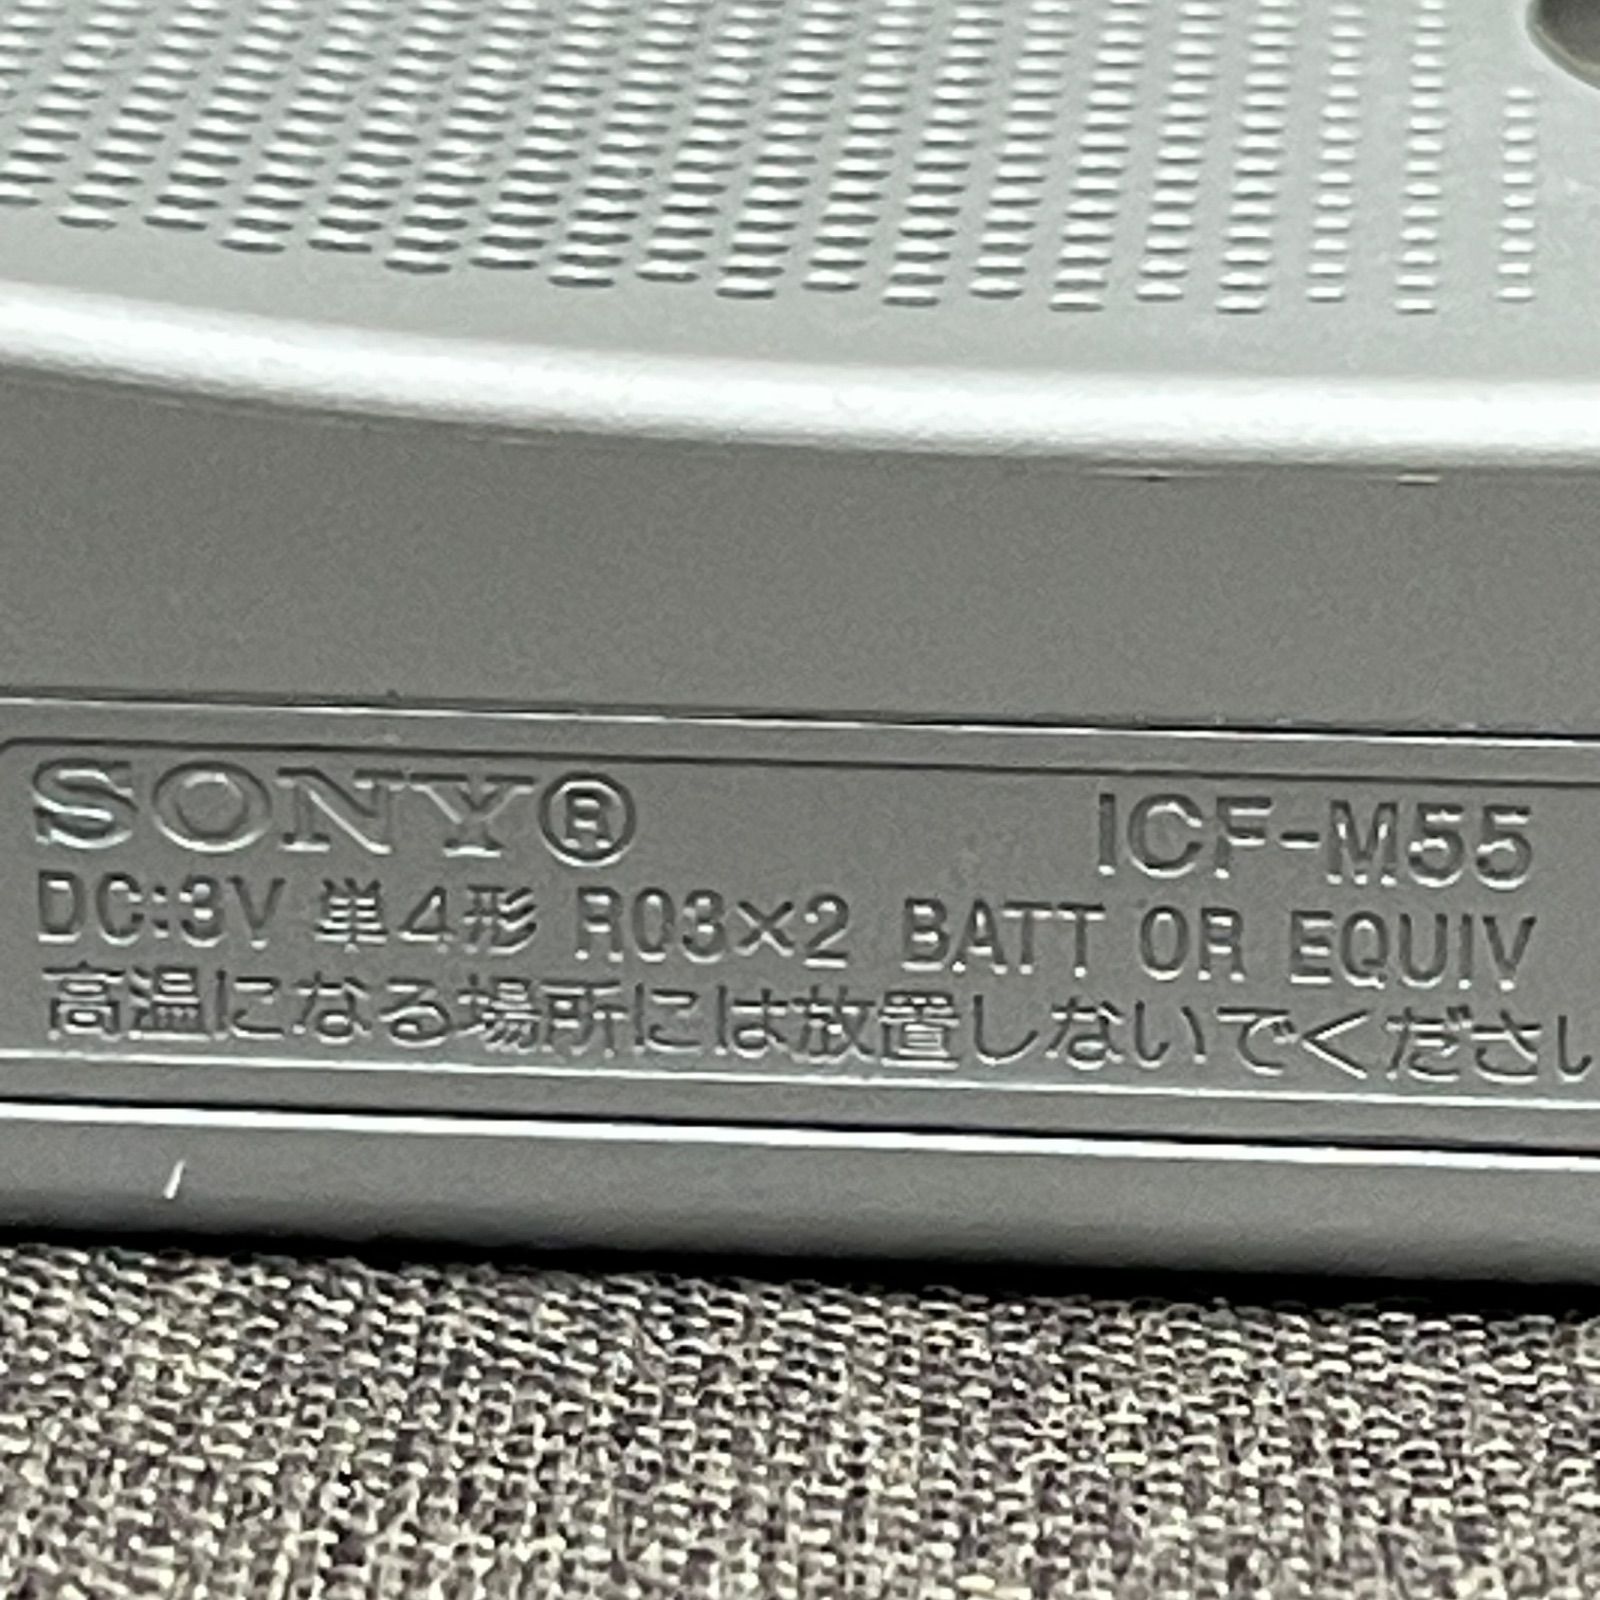 SONY® ICF-M55
DC:3V 単4形 R03×2 BATT OR EQUIV
高温になる場所には放置しないでください